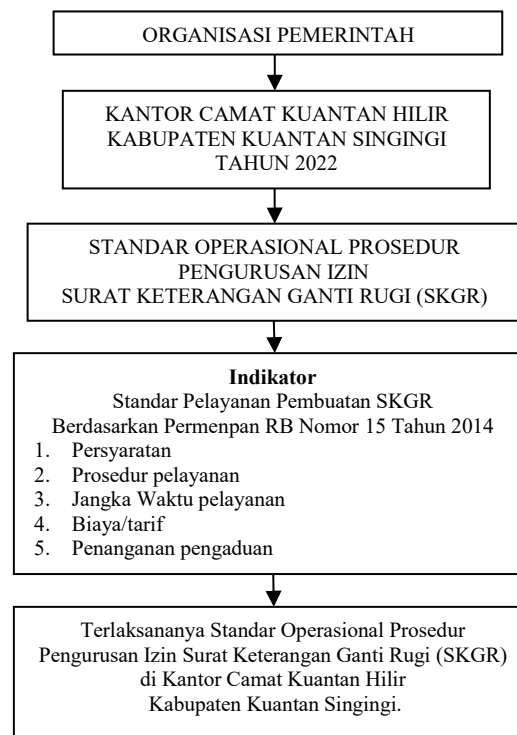 ORGANISASI PEMERINTAH
KANTOR CAMAT KUANTAN HILIR
KABUPATEN KUANTAN SINGINGI
TAHUN 2022
STANDAR OPERASIONAL PROSEDUR
PENGURUSAN IZIN
SURAT KETERANGAN GANTI RUGI (SKGR)
Indikator
Standar Pelayanan Pembuatan SKGR
Berdasarkan Permenpan RB Nomor 15 Tahun 2014
1. Persyaratan
2. Prosedur pelayanan
3. Jangka Waktu pelayanan
4. Biaya/tarif
5. Penanganan pengaduan
Terlaksananya Standar Operasional Prosedur
Pengurusan Izin Surat Keterangan Ganti Rugi (SKGR)
di Kantor Camat Kuantan Hilir
Kabupaten Kuantan Singingi.